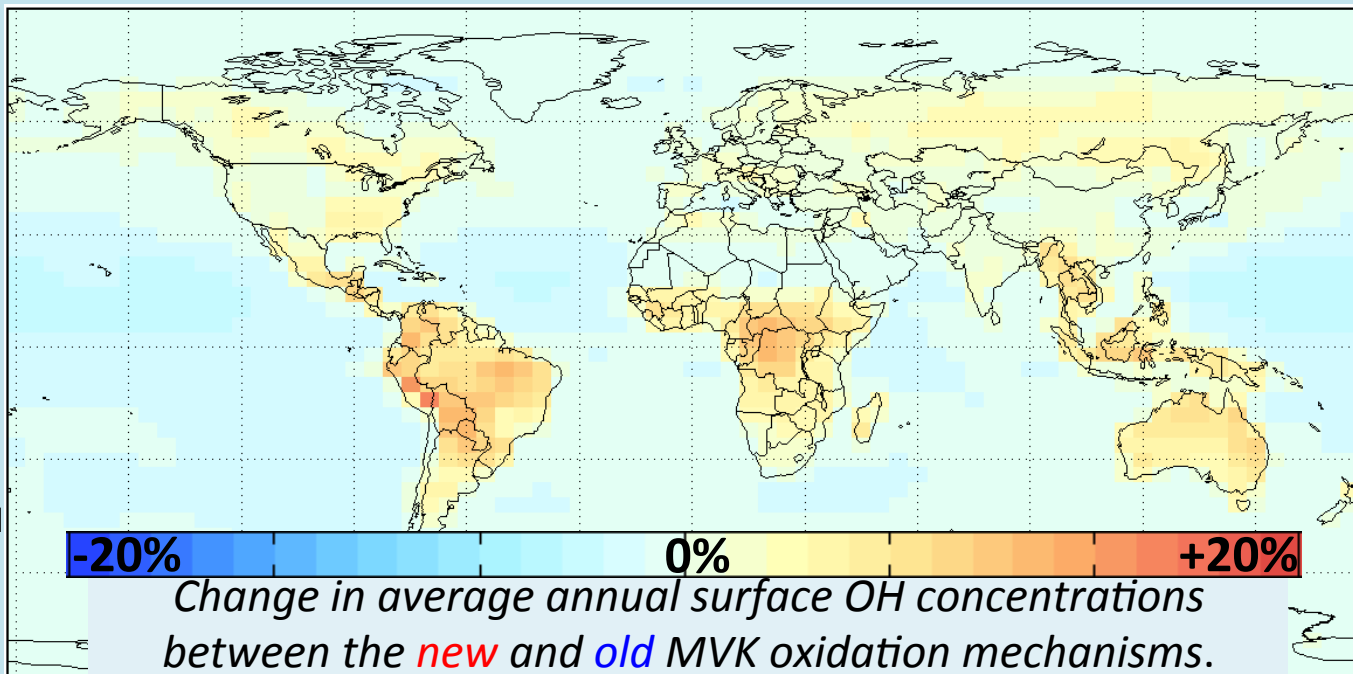 -20% 0% +20%
Change in average annual surface OH concentrations
between the new and old MVK oxidation mechanisms.